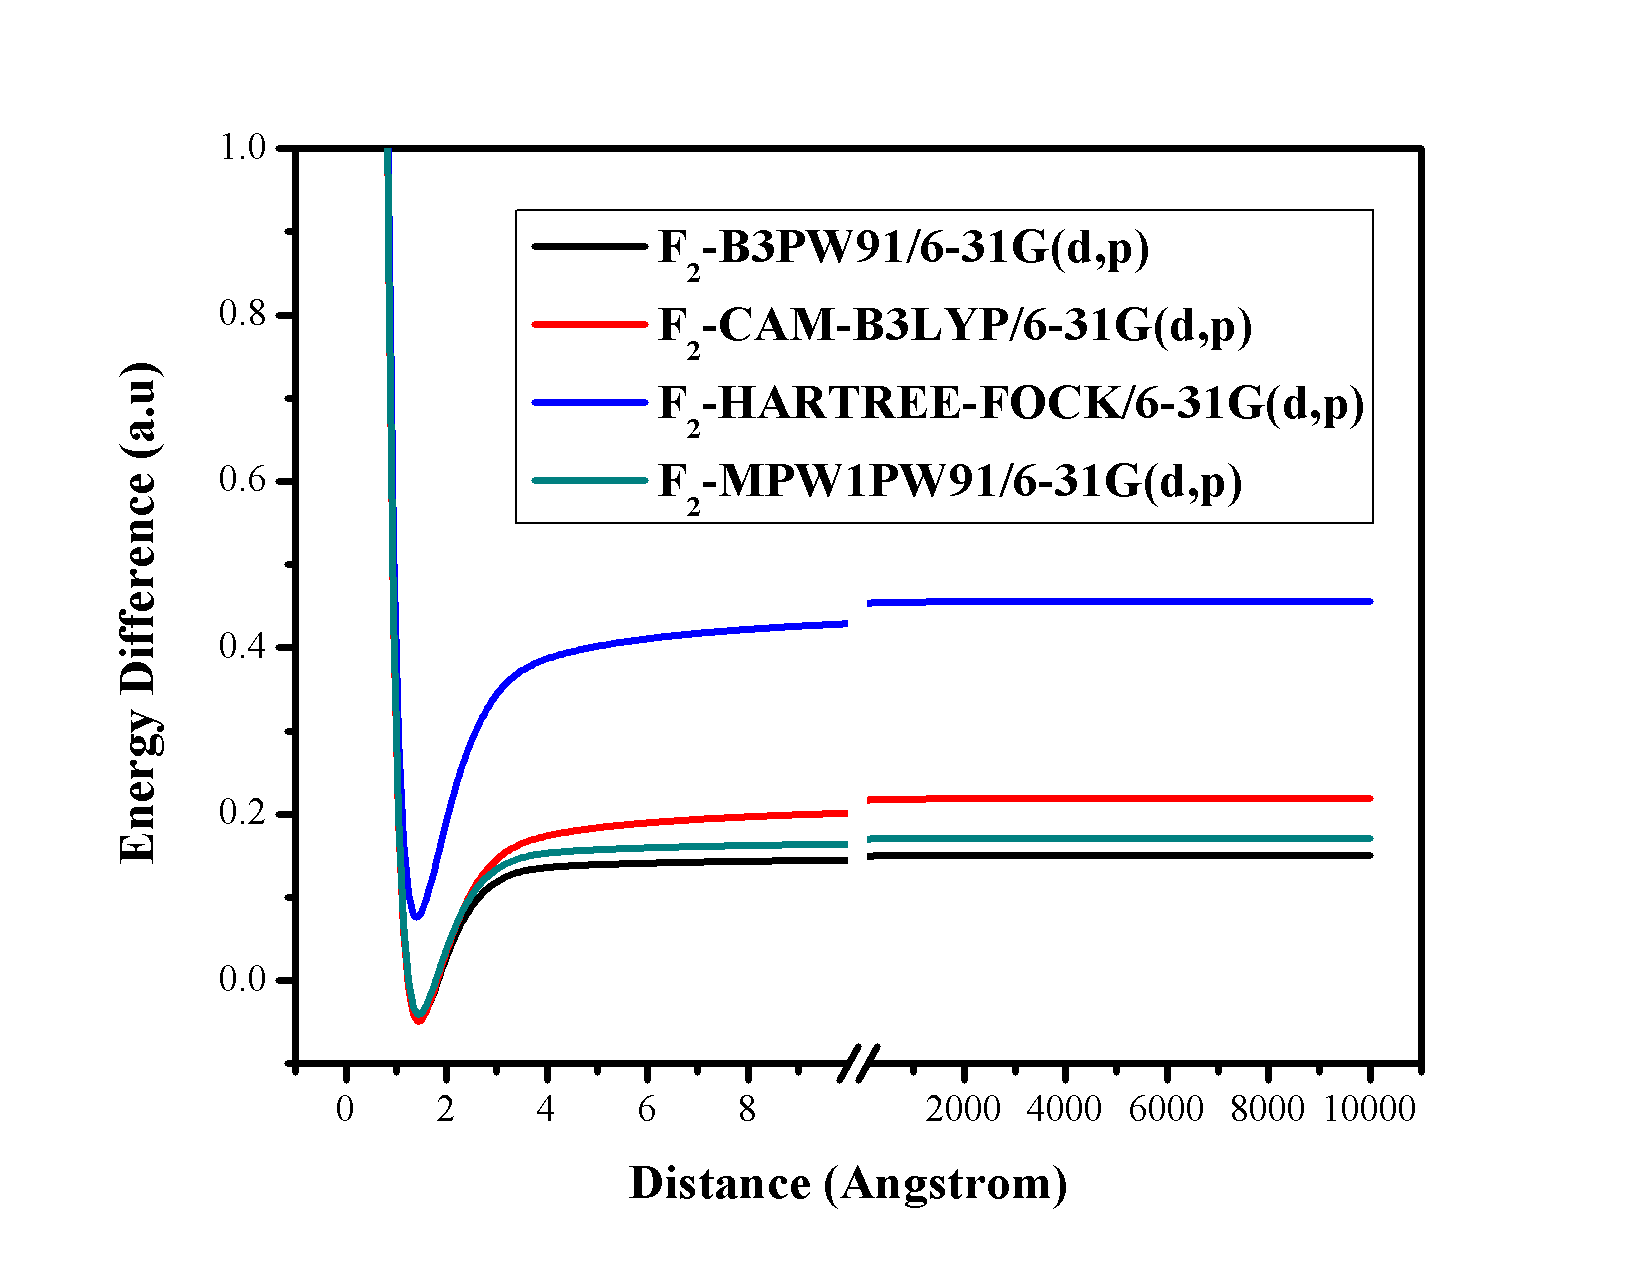 1.0
0.8
0.6
0.4
0.2
0.0
Energy Difference (a.u)
F₂-B3PW91/6-31G(d,p)
F₂-CAM-B3LYP/6-31G(d,p)
F₂-HARTREE-FOCK/6-31G(d,p)
F₂-MPW1PW91/6-31G(d,p)
0 2 4 6 8 2000 4000 6000 8000 10000
Distance (Angstrom)